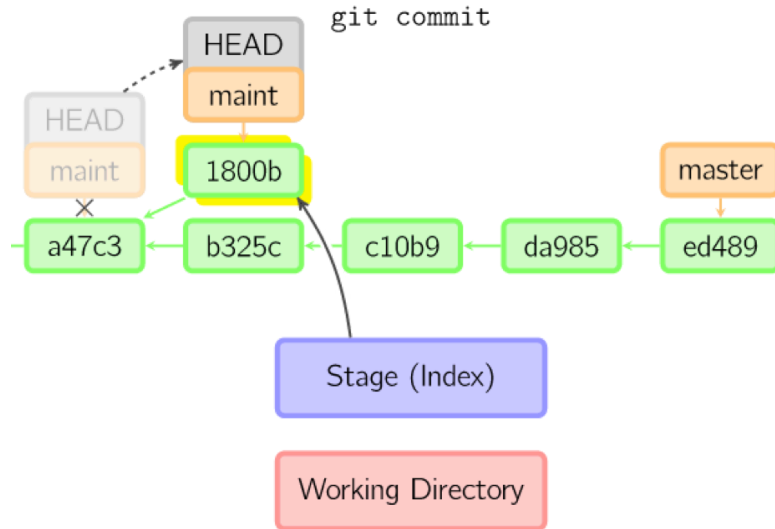 git commit
HEAD
maint
HEAD
maint
1800b
master
a47c3
b325c
c10b9
da985
ed489
Stage (Index)
Working Directory